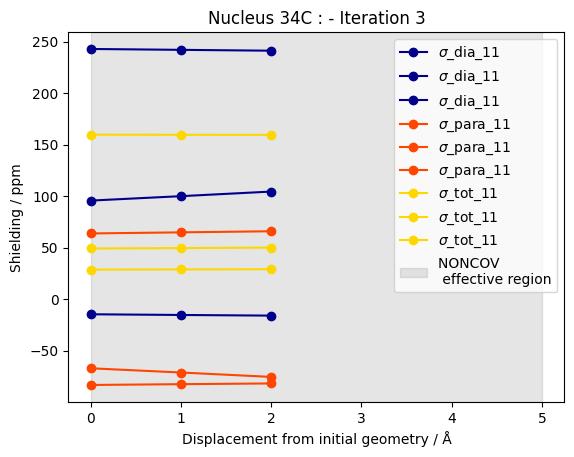 Nucleus 34C : - Iteration 3
250
200
150
100
50
0
−50
Shielding / ppm
0 1 2 3 4 5
Displacement from initial geometry / Å
σ_dia_11
σ_dia_11
σ_dia_11
σ_para_11
σ_para_11
σ_para_11
σ_tot_11
σ_tot_11
σ_tot_11
NONCOV
effective region